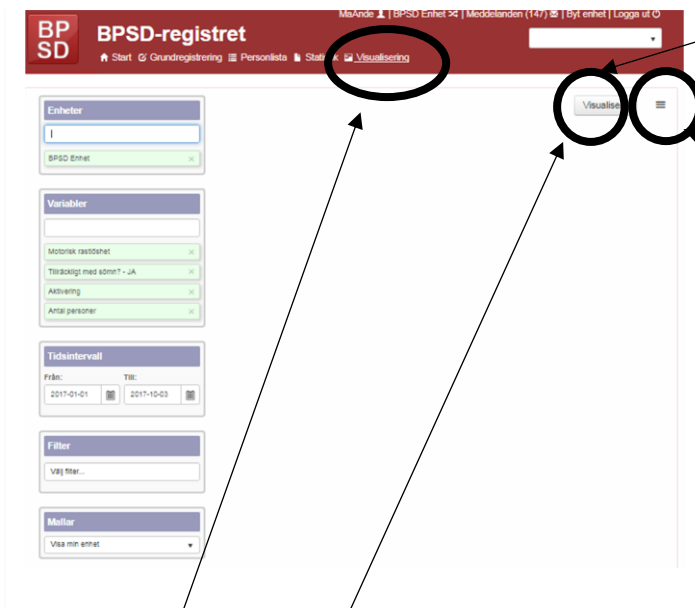 MaAnde | BPSD Enhet | Meddelanden (147) | Byt enhet | Logga ut
BP
SD
BPSD-registret
Start Grundregistrering Personlista Visualisering
Enheter
BPSD Enhet
Visualise
Variabler
Motorisk rastlöshet
Tillräckligt med sömn? - JA
Aktivering
Antal personer
Tidsintervall
Från: Till:
2017-01-01 2017-10-03
Filter
Välj filter...
Mallar
Visa min enhet